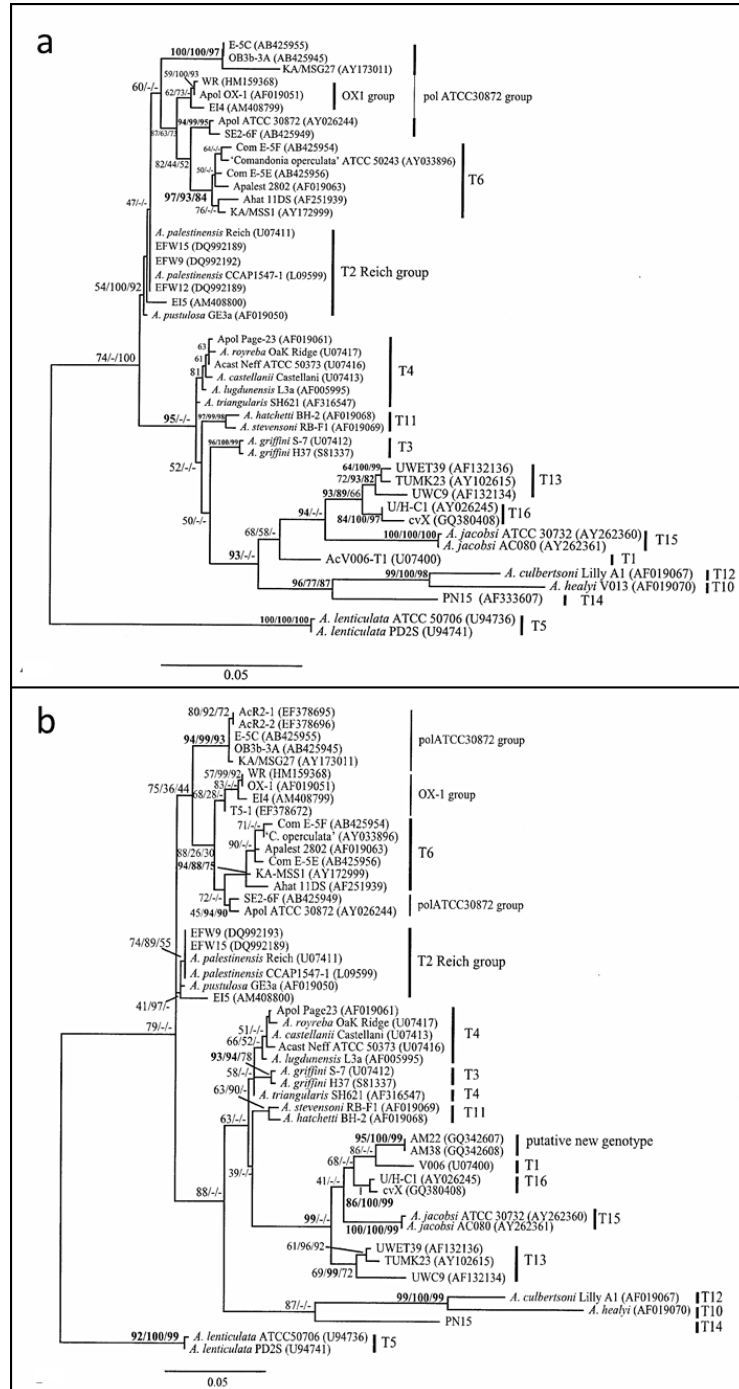 a
E-5C (AB425955)
100/100/97
OB3b-3A (AB425945)
KA/MSG27 (AY173011)
59/100/93
WR (HM159368)
60/-/-
62/73/-
Apol OX-1 (AF019051)
OX1 group
pol ATCC30872 group
EI4 (AM408799)
87/63/73
94/99/95
Apol ATCC 30872 (AY026244)
SE2-6F (AB425949)
64/-/-
Com E-5F (AB425954)
82/44/52
'Comandonia operculata' ATCC 50243 (AY033896)
50/-/-
Com E-5E (AB425956)
T6
Apalest 2802 (AF019063)
97/93/84
Ahat 11DS (AF251939)
76/-/-
KA/MSS1 (AY172999)
47/-/-
A. palestinensis Reich (U07411)
EFW15 (DQ992189)
EFW9 (DQ992192)
54/100/92
A. palestinensis CCAP1547-1 (L09599)
T2 Reich group
EFW12 (DQ992189)
EI5 (AM408800)
A. pustulosa GE3a (AF019050)
Apol Page-23 (AF019061)
63
A. royreba OaK Ridge (U07417)
74/-/100
61
Acast Neff ATCC 50373 (U07416)
T4
81
A. castellanii Castellani (U07413)
A. lugdunensis L3a (AF005995)
A. triangularis SH621 (AF316547)
95/-/-
97/99/98
A. hatchetti BH-2 (AF019068)
T11
A. stevensoni RB-F1 (AF019069)
96/100/99
A. griffini S-7 (U07412)
T3
A. griffini H37 (S81337)
52/-/-
64/100/99
UWET39 (AF132136)
72/93/82
TUMK23 (AY102615)
T13
93/89/66
UWC9 (AF132134)
50/-/-
94/-/-
U/H-C1 (AY026245)
T16
84/100/97
cvX (GQ380408)
68/58/-
100/100/100
A. jacobsi ATCC 30732 (AY262360)
T15
A. jacobsi AC080 (AY262361)
93/-/-
AcV006-T1 (U07400)
T1
99/100/98
A. culbertsoni Lilly A1 (AF019067)
T12
96/77/87
A. healyi V013 (AF019070)
T10
PN15 (AF333607)
T14
100/100/100
A. lenticulata ATCC 50706 (U94736)
T5
A. lenticulata PD2S (U94741)
0.05
b
80/92/72
AcR2-1 (EF378695)
AcR2-2 (EF378696)
94/99/93
E-5C (AB425955)
polATCC30872 group
OB3b-3A (AB425945)
KA/MSG27 (AY173011)
57/99/92
WR (HM159368)
75/36/44
83/-/-
OX-1 (AF019051)
OX-1 group
68/28/-
EI4 (AM408799)
T5-1 (EF378672)
71/-/-
Com E-5F (AB425954)
'C. operculata' (AY033896)
88/26/30
90/-/-
Apalest 2802 (AF019063)
T6
94/88/75
Com E-5E (AB425956)
KA-MSS1 (AY172999)
Ahat 11DS (AF251939)
72/-/-
SE2-6F (AB425949)
polATCC30872 group
45/94/90
Apol ATCC 30872 (AY026244)
EFW9 (DQ992193)
74/89/55
EFW15 (DQ992189)
A. palestinensis Reich (U07411)
T2 Reich group
A. palestinensis CCAP1547-1 (L09599)
A. pustulosa GE3a (AF019050)
41/97/-
EI5 (AM408800)
Apol Page23 (AF019061)
79/-/-
51/-/-
A. royreba OaK Ridge (U07417)
66/52/-
A. castellanii Castellani (U07413)
T4
Acast Neff ATCC 50373 (U07416)
93/94/78
A. lugdunensis L3a (AF005995)
58/-/-
A. griffini S-7 (U07412)
T3
A. griffini H37 (S81337)
63/90/-
A. triangularis SH621 (AF316547)
T4
63/-/-
A. stevensoni RB-F1 (AF019069)
T11
A. hatchetti BH-2 (AF019068)
95/100/99
AM22 (GQ342607)
putative new genotype
86/-/-
AM38 (GQ342608)
68/-/-
V006 (U07400)
T1
39/-/-
41/-/-
U/H-C1 (AY026245)
T16
cvX (GQ380408)
88/-/-
86/100/99
A. jacobsi ATCC 30732 (AY262360)
T15
99/-/-
100/100/99
A. jacobsi AC080 (AY262361)
61/96/92
UWET39 (AF132136)
TUMK23 (AY102615)
T13
69/99/72
UWC9 (AF132134)
99/100/99
A. culbertsoni Lilly A1 (AF019067)
T12
87/-/-
A. healyi (AF019070)
T10
PN15
T14
92/100/99
A. lenticulata ATCC50706 (U94736)
T5
A. lenticulata PD2S (U94741)
0.05